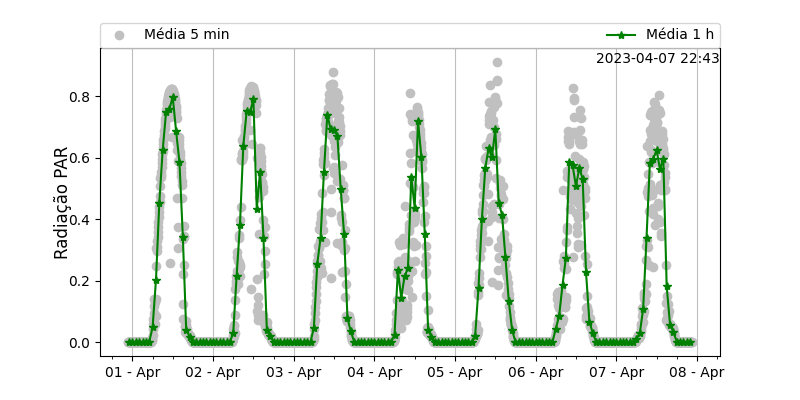 Média 5 min
Média 1 h
2023-04-07 22:43
Radiação PAR
0.8
0.6
0.4
0.2
0.0
01 - Apr
02 - Apr
03 - Apr
04 - Apr
05 - Apr
06 - Apr
07 - Apr
08 - Apr